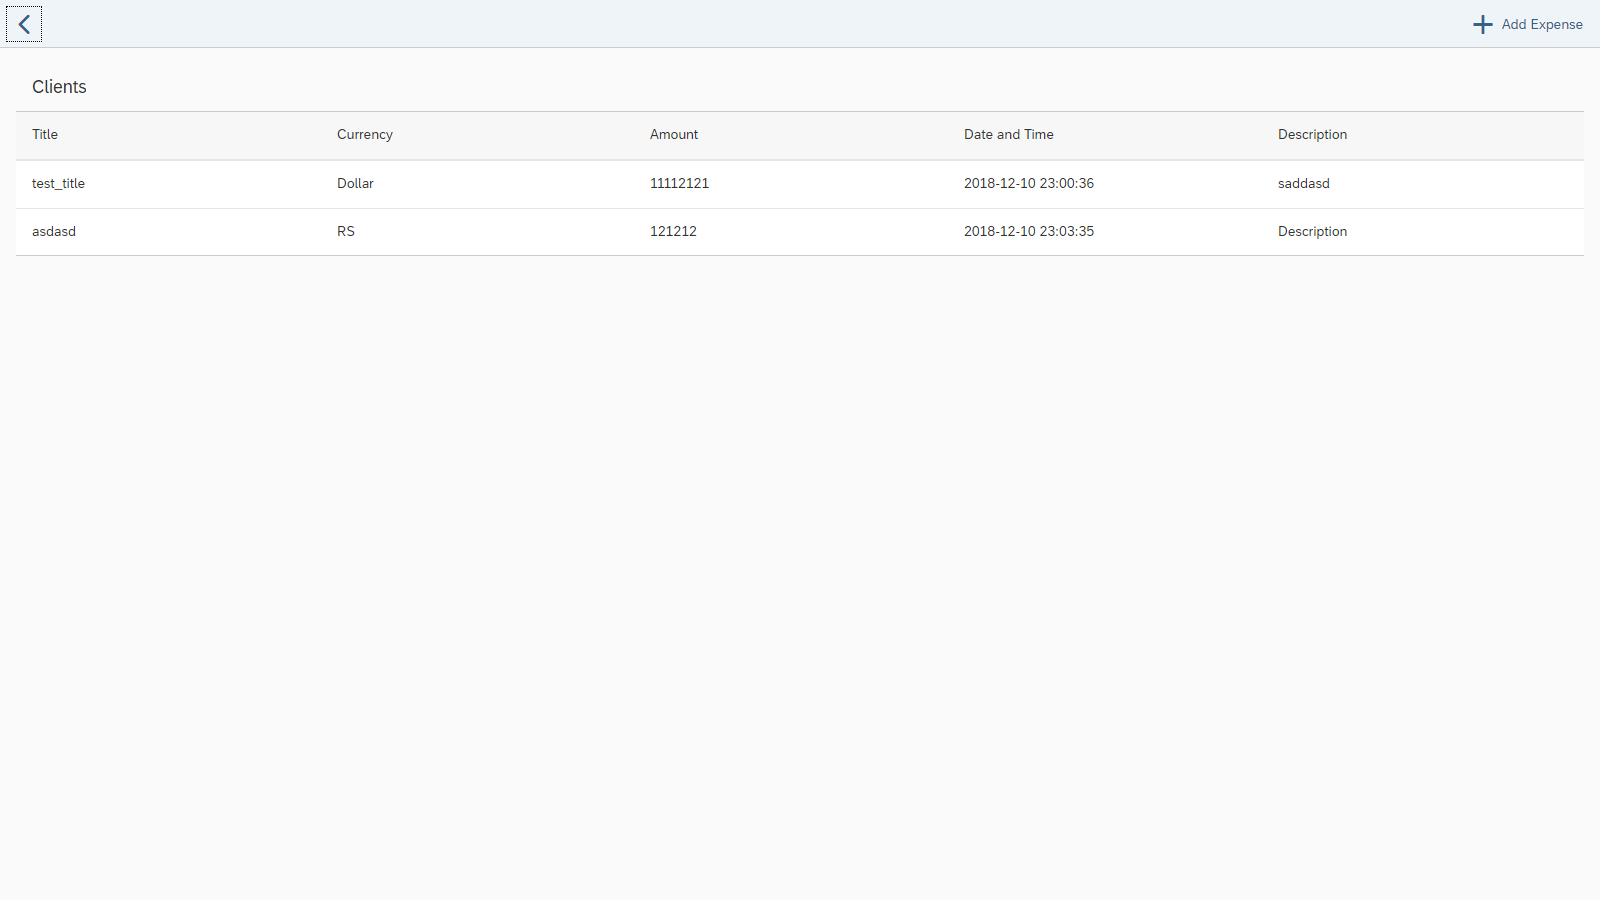 Add Expense
Clients
Title Currency Amount Date and Time Description
test_title Dollar 11112121 2018-12-10 23:00:36 saddasd
asdasd RS 121212 2018-12-10 23:03:35 Description